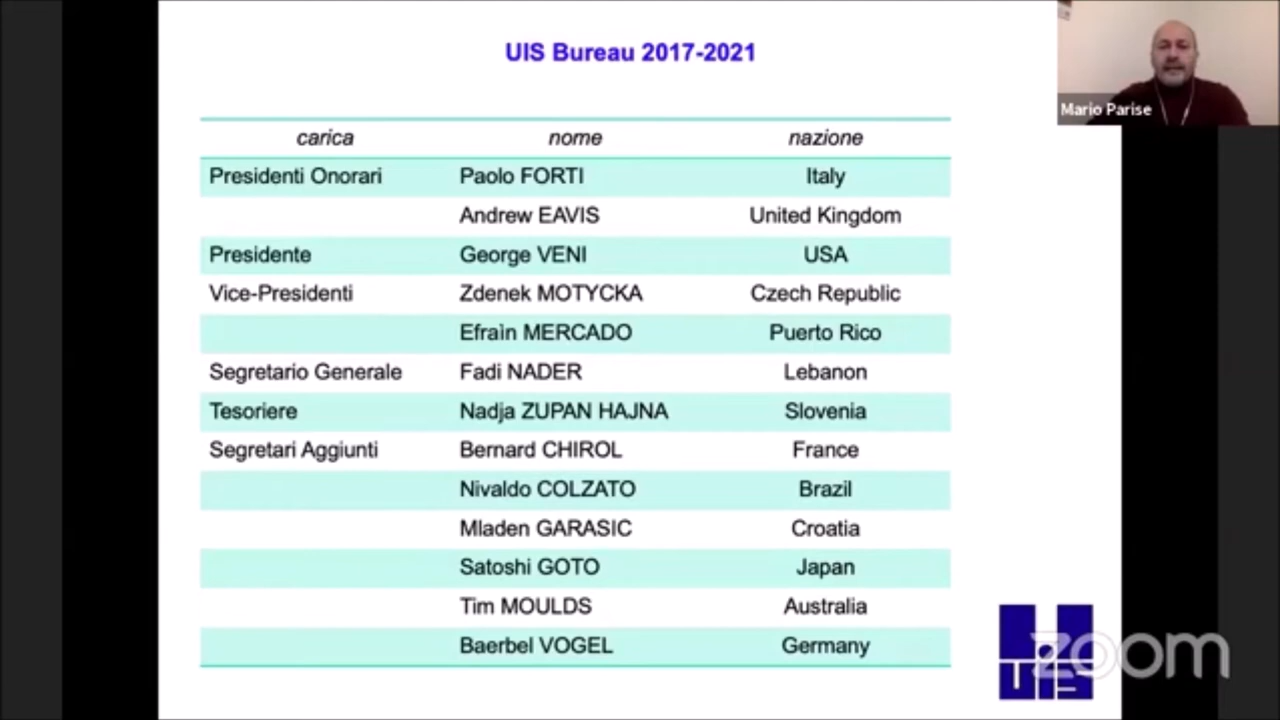 UIS Bureau 2017-2021
Mario Parise
carica nome nazione
Presidenti Onorari Paolo FORTI Italy
Andrew EAVIS United Kingdom
Presidente George VENI USA
Vice-Presidenti Zdenek MOTYCKA Czech Republic
Efraìn MERCADO Puerto Rico
Segretario Generale Fadi NADER Lebanon
Tesoriere Nadja ZUPAN HAJNA Slovenia
Segretari Aggiunti Bernard CHIROL France
Nivaldo COLZATO Brazil
Mladen GARASIC Croatia
Satoshi GOTO Japan
Tim MOULDS Australia
Baerbel VOGEL Germany
UIS
zoom